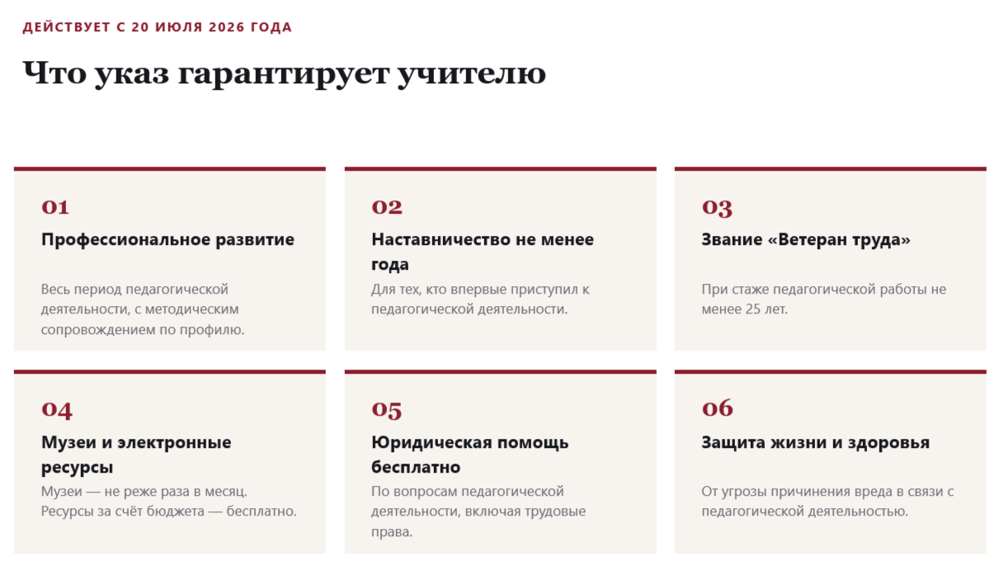 ДЕЙСТВУЕТ С 20 ИЮЛЯ 2026 ГОДА
Что указ гарантирует учителю
01
Профессиональное развитие
Весь период педагогической
деятельности, с методическим
сопровождением по профилю.
02
Наставничество не менее
года
Для тех, кто впервые приступил к
педагогической деятельности.
03
Звание «Ветеран труда»
При стаже педагогической работы не
менее 25 лет.
04
Музеи и электронные
ресурсы
Музеи — не реже раза в месяц.
Ресурсы за счёт бюджета — бесплатно.
05
Юридическая помощь
бесплатно
По вопросам педагогической
деятельности, включая трудовые
права.
06
Защита жизни и здоровья
От угрозы причинения вреда в связи с
педагогической деятельностью.